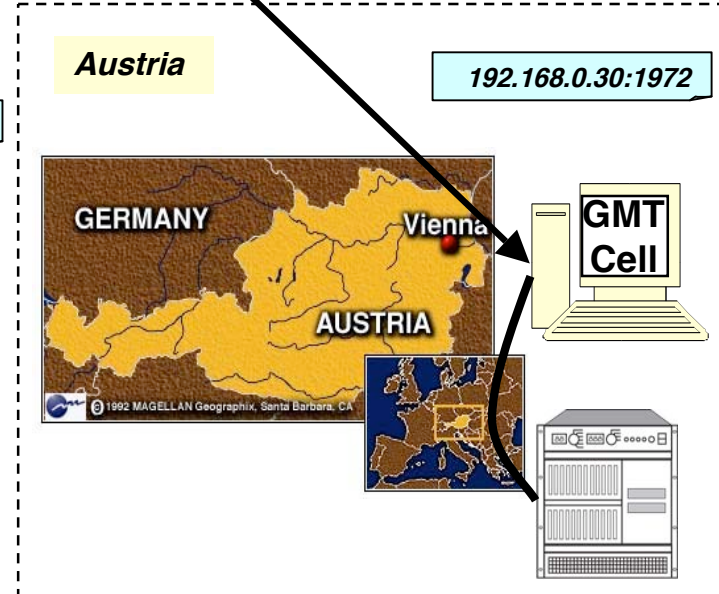 Austria
192.168.0.30:1972
GERMANY
Vienna
AUSTRIA
© 1992 MAGELLAN Geographix, Santa Barbara, CA
GMT
Cell